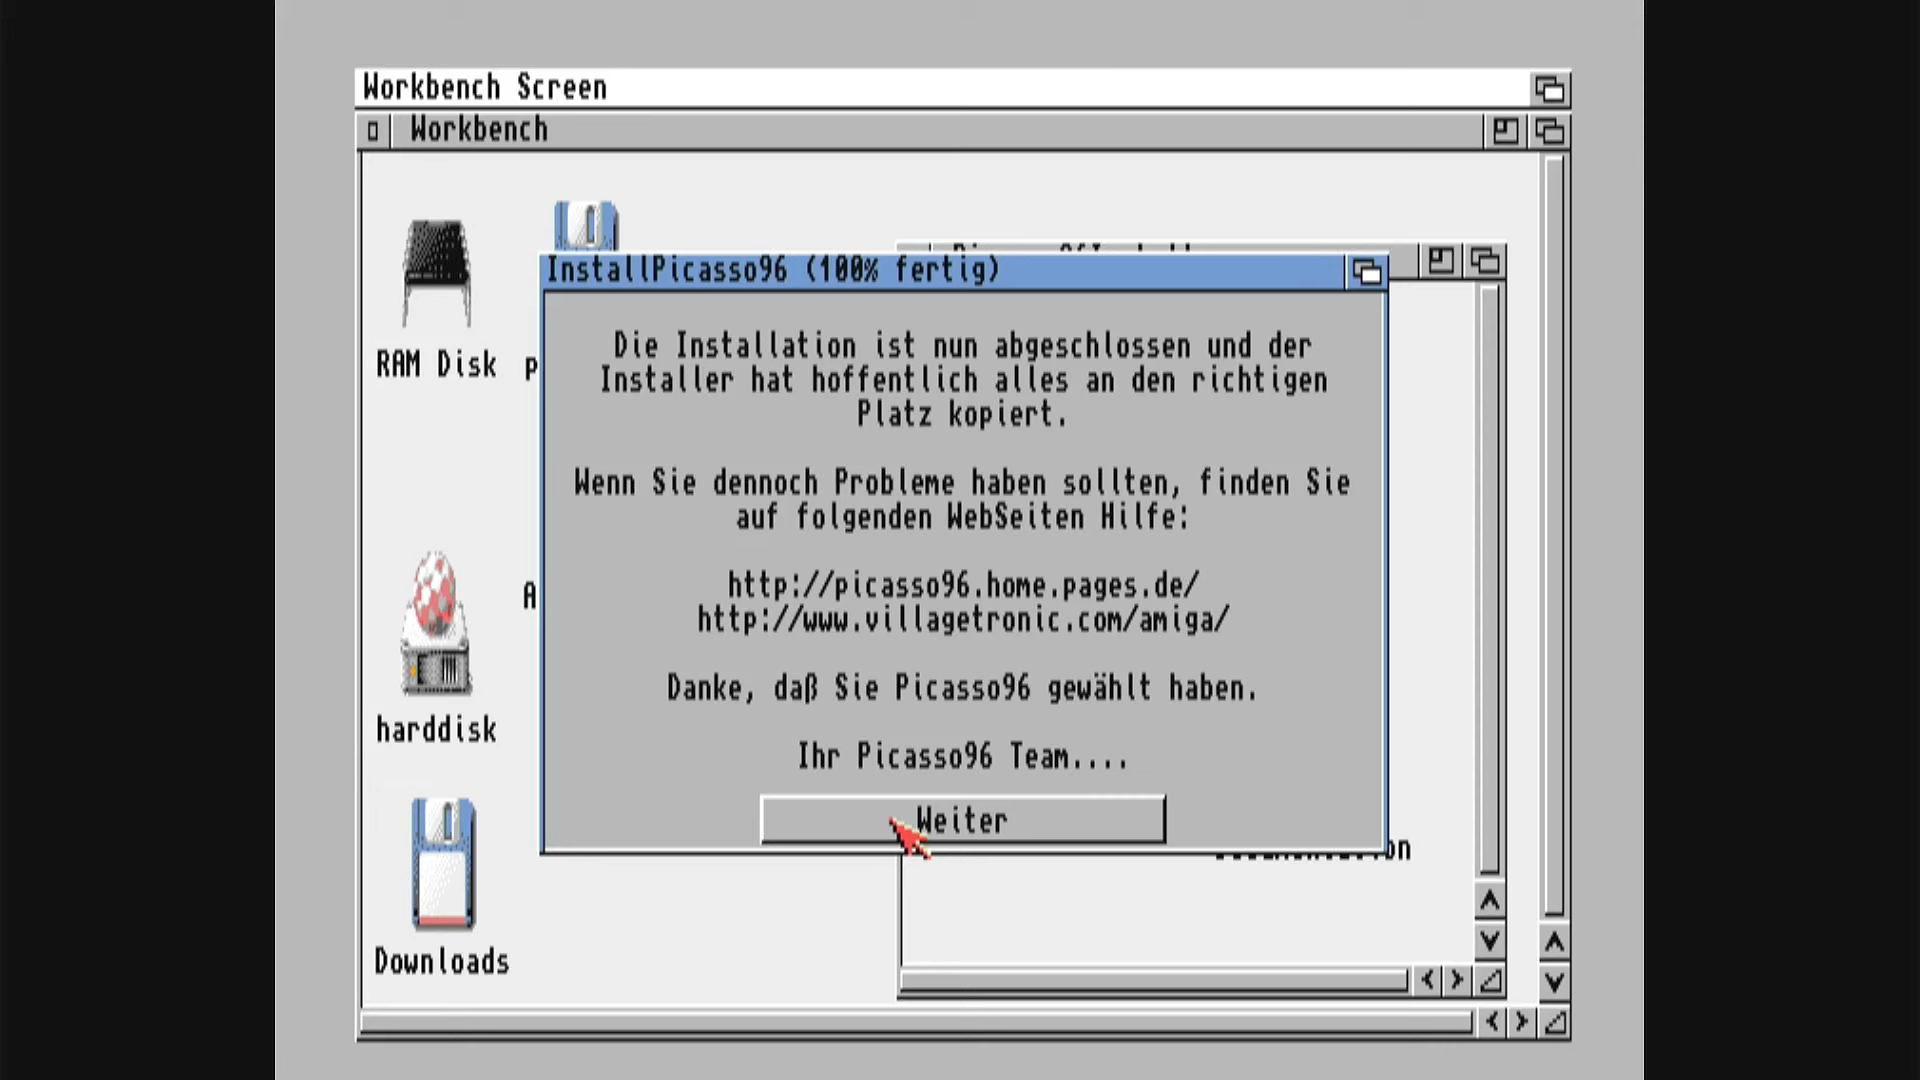 Workbench Screen
Workbench
InstallPicasso96 (100% fertig)
Die Installation ist nun abgeschlossen und der
Installer hat hoffentlich alles an den richtigen
Platz kopiert.
Wenn Sie dennoch Probleme haben sollten, finden Sie
auf folgenden WebSeiten Hilfe:
http://picasso96.home.pages.de/
http://www.villagetronic.com/amiga/
Danke, daß Sie Picasso96 gewählt haben.
Ihr Picasso96 Team....
Weiter
RAM Disk
harddisk
Downloads